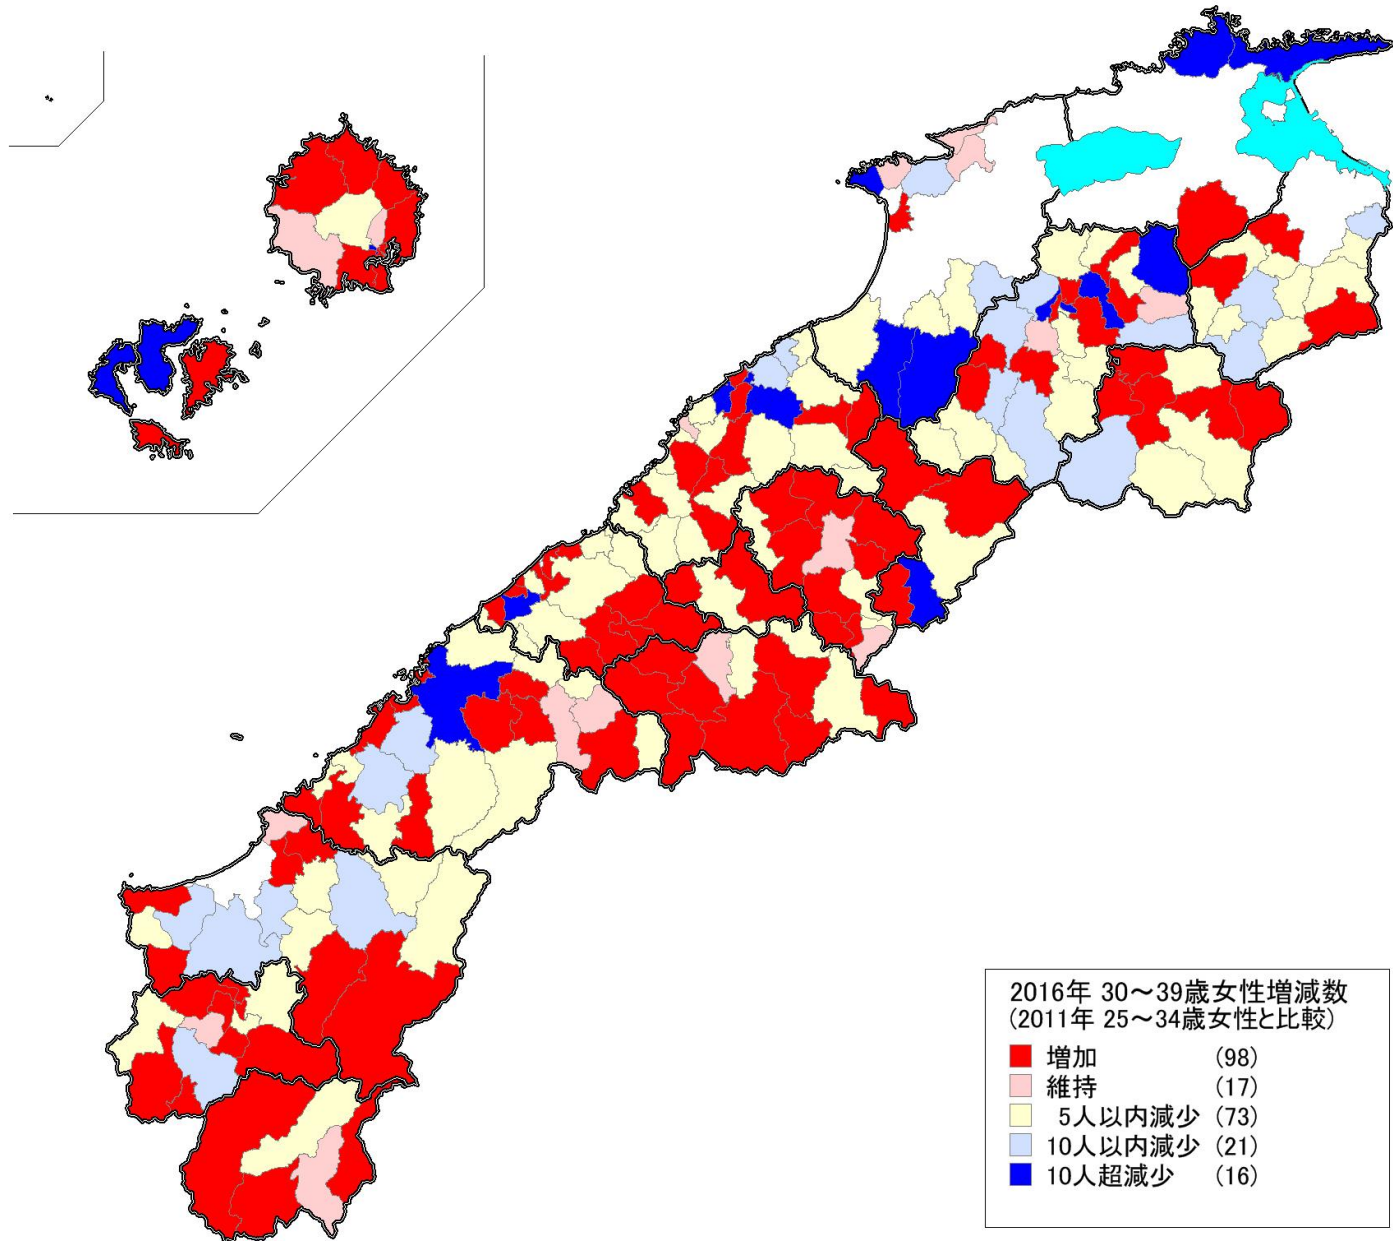 2016年 30～39歳女性増減数
(2011年 25～34歳女性と比較)
増加 (98)
維持 (17)
5人以内減少 (73)
10人以内減少 (21)
10人超減少 (16)